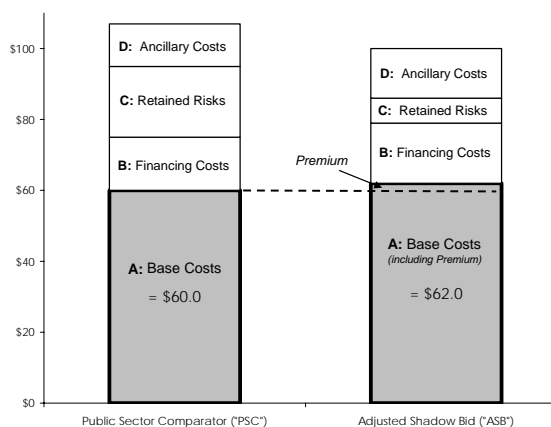 $100
$80
$60
$40
$20
$0
D: Ancillary Costs
C: Retained Risks
B: Financing Costs
A: Base Costs
= $60.0
Premium
D: Ancillary Costs
C: Retained Risks
B: Financing Costs
A: Base Costs
(including Premium)
= $62.0
Public Sector Comparator ("PSC")
Adjusted Shadow Bid ("ASB")